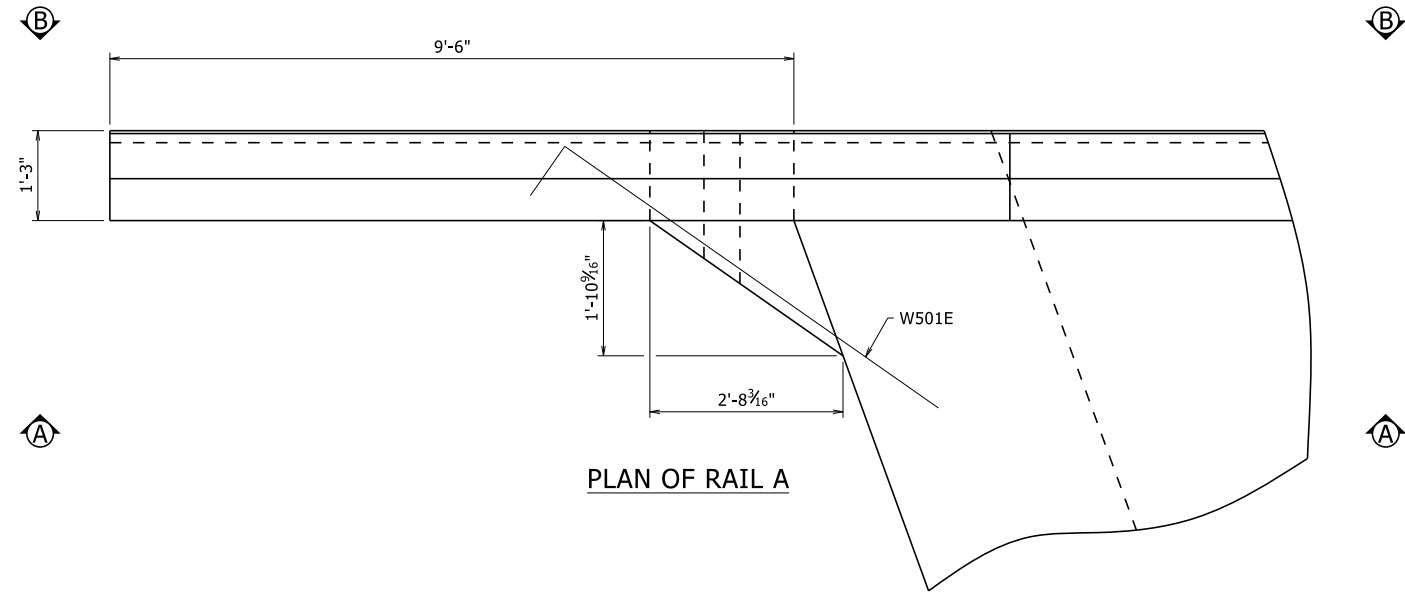 B
B
9'-6"
1'-3"
1'-10 9/16"
W501E
2'-8 3/16"
A
A
PLAN OF RAIL A